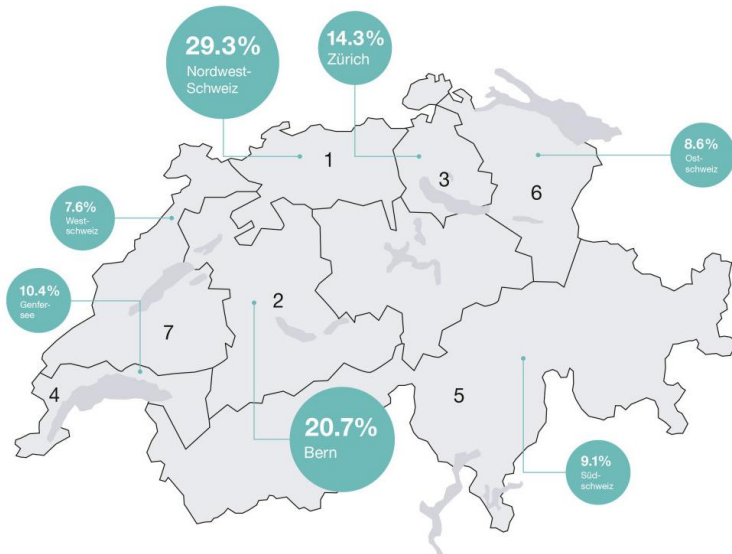 29.3%
Nordwest-
Schweiz
14.3%
Zürich
8.6%
Ost-
schweiz
1
3
6
7.6%
West-
schweiz
10.4%
Genfer-
see
2
7
4
5
20.7%
Bern
9.1%
Süd-
schweiz